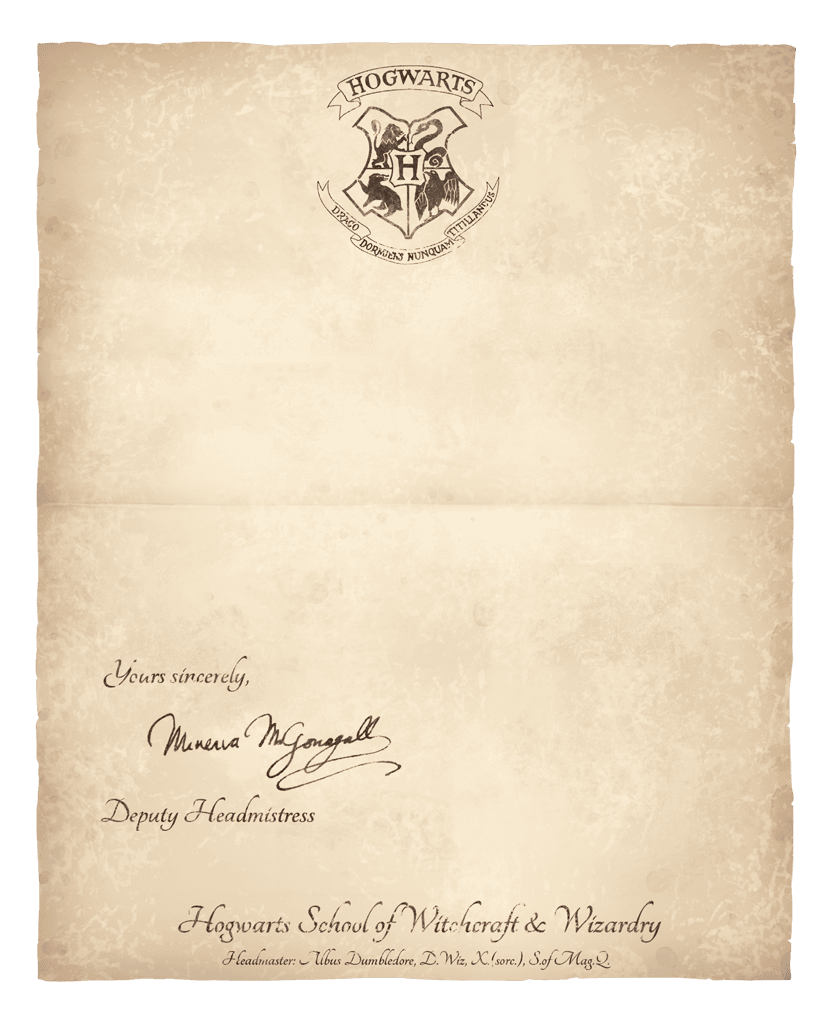 HOGWARTS
H
DRACO DORMIENS NUNQUAM TITILLANDUS
Yours sincerely,
Minerva McGonagall
Deputy Headmistress
Hogwarts School of Witchcraft & Wizardry
Headmaster: Albus Dumbledore, D.Wiz, X.(sorc.), S.of Mag.Q.